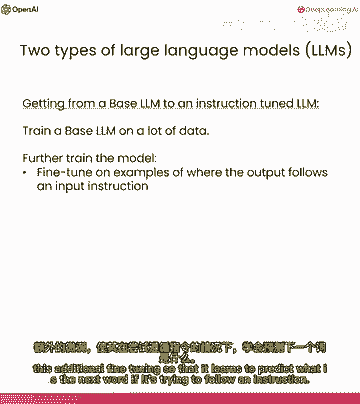 OpenAI
DeepLearning.AI
Two types of large language models (LLMs)
Getting from a Base LLM to an instruction tuned LLM:
Train a Base LLM on a lot of data.
Further train the model:
• Fine-tune on examples of where the output follows
an input instruction
额外的微调，使其在尝试遵循指令的情况下，学会预测下一个词
是什么。
this additional fine tuning so that it learns to predict what i
s the next word if it's trying to follow an instruction.